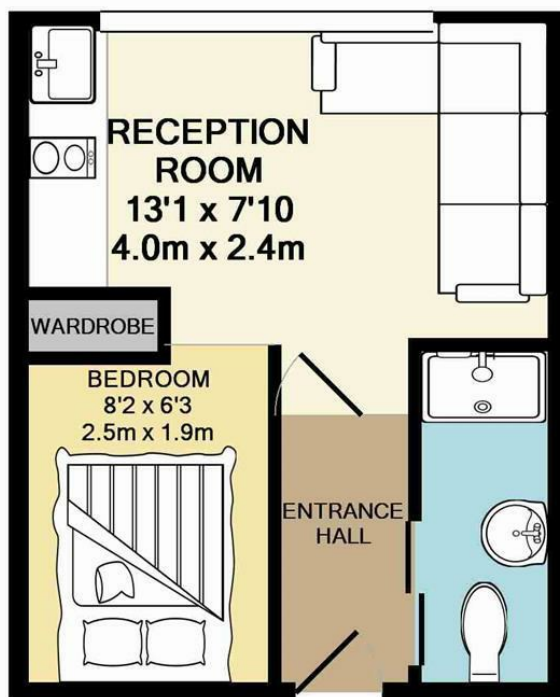 RECEPTION
ROOM
13'1 x 7'10
4.0m x 2.4m
WARDROBE
BEDROOM
8'2 x 6'3
2.5m x 1.9m
ENTRANCE
HALL